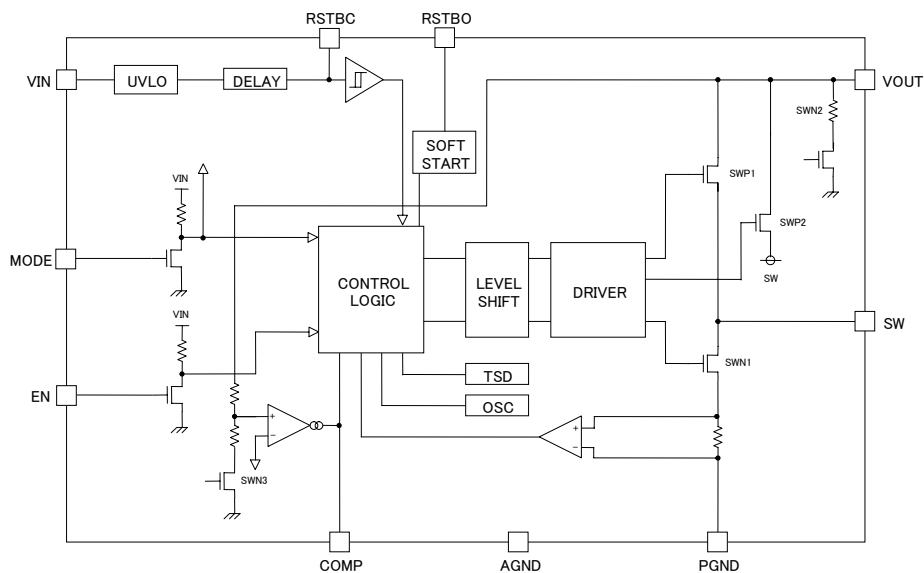 RSTBC
RSTBO
VIN
UVLO
DELAY
VOUT
SWN2
SOFT
START
SWP1
VIN
SWP2
MODE
CONTROL
LOGIC
LEVEL
SHIFT
DRIVER
SW
VIN
SW
SWN1
EN
TSD
OSC
+
−
+
−
SWN3
COMP
AGND
PGND